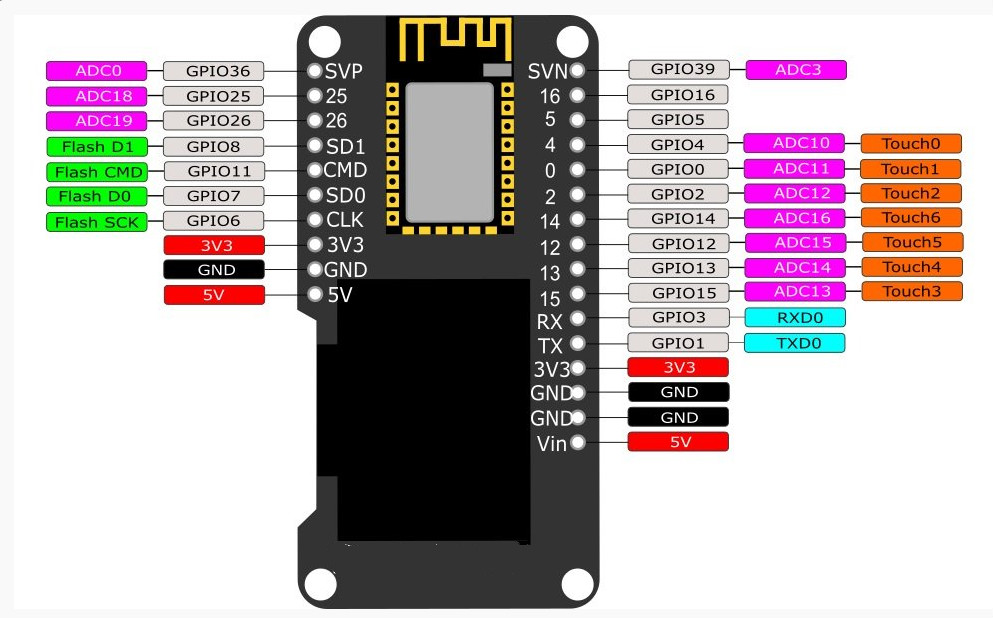 ADC0 GPIO36 SVP SVN GPIO39 ADC3
ADC18 GPIO25 25 16 GPIO16
ADC19 GPIO26 26 5 GPIO5
Flash D1 GPIO8 SD1 4 GPIO4 ADC10 Touch0
Flash CMD GPIO11 CMD 0 GPIO0 ADC11 Touch1
Flash D0 GPIO7 SD0 2 GPIO2 ADC12 Touch2
Flash SCK GPIO6 CLK 14 GPIO14 ADC16 Touch6
3V3 3V3 12 GPIO12 ADC15 Touch5
GND GND 13 GPIO13 ADC14 Touch4
5V 5V 15 GPIO15 ADC13 Touch3
RX GPIO3 RXD0
TX GPIO1 TXD0
3V3 3V3
GND GND
GND GND
Vin 5V